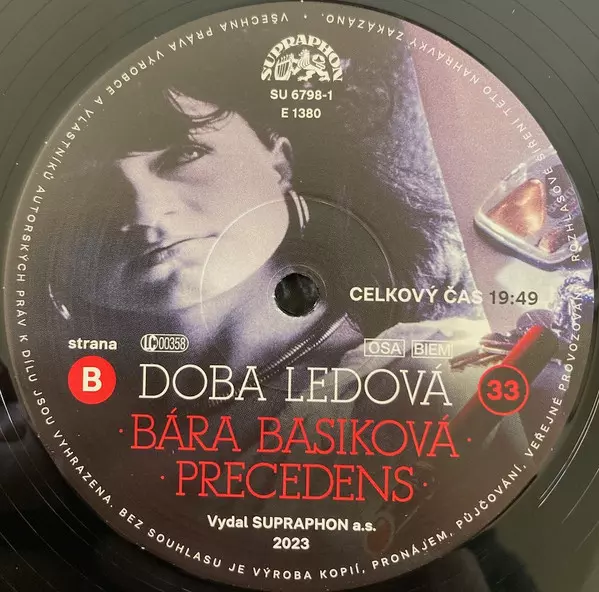 SUPRAPHON
SU 6798-1
E 1380
CELKOVÝ ČAS 19:49
strana
B
LC 00358
OSA BIEM
DOBA LEDOVÁ
33
· BÁRA BASIKOVÁ ·
· PRECEDENS ·
Vydal SUPRAPHON a.s.
2023
VŠECHNA PRÁVA VÝROBCE A VLASTNÍKŮ AUTORSKÝCH PRÁV K DÍLU JSOU VYHRAZENA. BEZ SOUHLASU JE VÝROBA KOPIÍ, PRONÁJEM, PŮJČOVÁNÍ, VEŘEJNÉ PROVOZOVÁNÍ A ROZHLASOVÉ ŠÍŘENÍ TÉTO NAHRÁVKY ZAKÁZÁNO. •